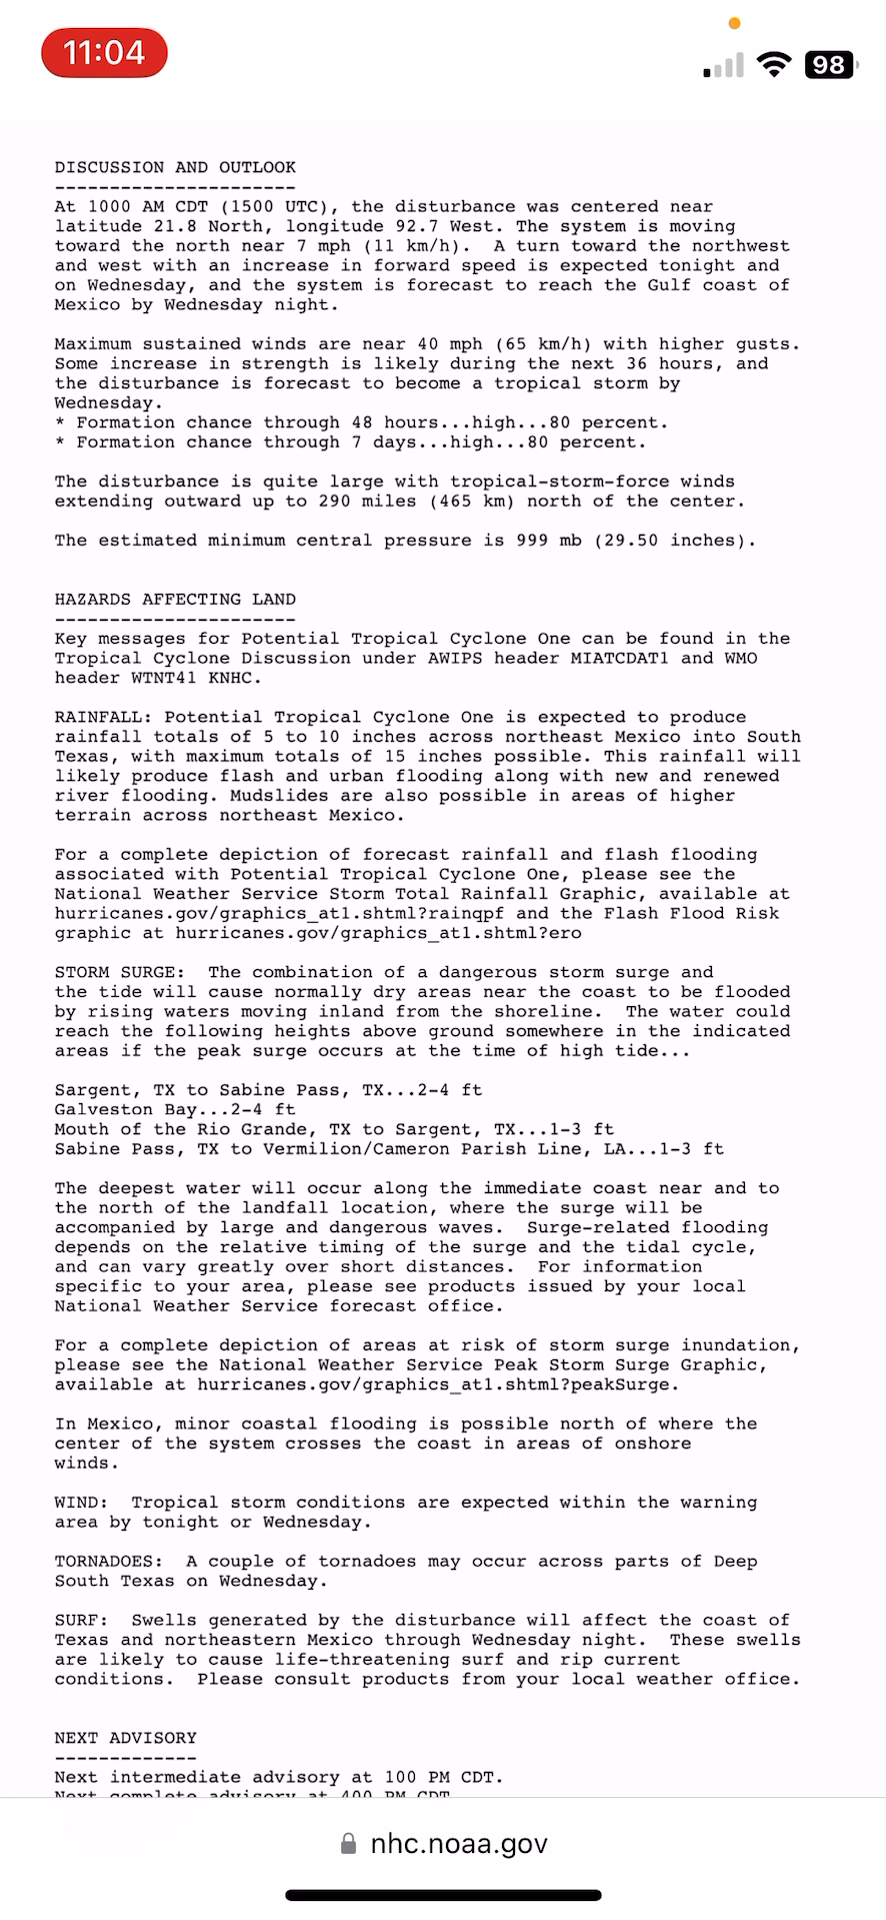 11:04
98
DISCUSSION AND OUTLOOK
----------------------
At 1000 AM CDT (1500 UTC), the disturbance was centered near
latitude 21.8 North, longitude 92.7 West. The system is moving
toward the north near 7 mph (11 km/h).  A turn toward the northwest
and west with an increase in forward speed is expected tonight and
on Wednesday, and the system is forecast to reach the Gulf coast of
Mexico by Wednesday night.
Maximum sustained winds are near 40 mph (65 km/h) with higher gusts.
Some increase in strength is likely during the next 36 hours, and
the disturbance is forecast to become a tropical storm by
Wednesday.
* Formation chance through 48 hours...high...80 percent.
* Formation chance through 7 days...high...80 percent.
The disturbance is quite large with tropical-storm-force winds
extending outward up to 290 miles (465 km) north of the center.
The estimated minimum central pressure is 999 mb (29.50 inches).
HAZARDS AFFECTING LAND
----------------------
Key messages for Potential Tropical Cyclone One can be found in the
Tropical Cyclone Discussion under AWIPS header MIATCDAT1 and WMO
header WTNT41 KNHC.
RAINFALL: Potential Tropical Cyclone One is expected to produce
rainfall totals of 5 to 10 inches across northeast Mexico into South
Texas, with maximum totals of 15 inches possible. This rainfall will
likely produce flash and urban flooding along with new and renewed
river flooding. Mudslides are also possible in areas of higher
terrain across northeast Mexico.
For a complete depiction of forecast rainfall and flash flooding
associated with Potential Tropical Cyclone One, please see the
National Weather Service Storm Total Rainfall Graphic, available at
hurricanes.gov/graphics_at1.shtml?rainqpf and the Flash Flood Risk
graphic at hurricanes.gov/graphics_at1.shtml?ero
STORM SURGE:  The combination of a dangerous storm surge and
the tide will cause normally dry areas near the coast to be flooded
by rising waters moving inland from the shoreline.  The water could
reach the following heights above ground somewhere in the indicated
areas if the peak surge occurs at the time of high tide...
Sargent, TX to Sabine Pass, TX...2-4 ft
Galveston Bay...2-4 ft
Mouth of the Rio Grande, TX to Sargent, TX...1-3 ft
Sabine Pass, TX to Vermilion/Cameron Parish Line, LA...1-3 ft
The deepest water will occur along the immediate coast near and to
the north of the landfall location, where the surge will be
accompanied by large and dangerous waves.  Surge-related flooding
depends on the relative timing of the surge and the tidal cycle,
and can vary greatly over short distances.  For information
specific to your area, please see products issued by your local
National Weather Service forecast office.
For a complete depiction of areas at risk of storm surge inundation,
please see the National Weather Service Peak Storm Surge Graphic,
available at hurricanes.gov/graphics_at1.shtml?peakSurge.
In Mexico, minor coastal flooding is possible north of where the
center of the system crosses the coast in areas of onshore
winds.
WIND:  Tropical storm conditions are expected within the warning
area by tonight or Wednesday.
TORNADOES:  A couple of tornadoes may occur across parts of Deep
South Texas on Wednesday.
SURF:  Swells generated by the disturbance will affect the coast of
Texas and northeastern Mexico through Wednesday night.  These swells
are likely to cause life-threatening surf and rip current
conditions.  Please consult products from your local weather office.
NEXT ADVISORY
-------------
Next intermediate advisory at 100 PM CDT.
Next complete advisory at 400 PM CDT
nhc.noaa.gov